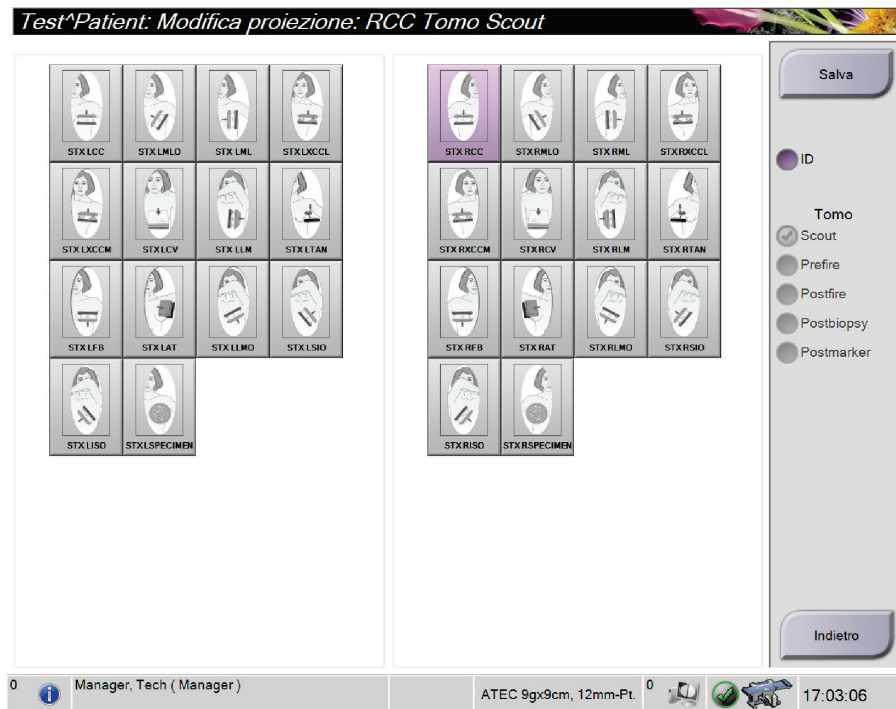 Test^Patient: Modifica proiezione: RCC Tomo Scout
STX LCC STX LMLO STX LML STX LXCCL
STX LXCCM STX LCV STX LLM STX LTAN
STX LFB STX LAT STX LLMO STX LSIO
STX LISO STX LSPECIMEN
STX RCC STX RMLO STX RML STX RXCCL
STX RXCCM STX RCV STX RLM STX RTAN
STX RFB STX RAT STX RLMO STX RSIO
STX RISO STX RSPECIMEN
Salva
ID
Tomo
Scout
Prefire
Postfire
Postbiopsy
Postmarker
Indietro
0 Manager, Tech ( Manager ) ATEC 9gx9cm, 12mm-Pt. 0 17:03:06